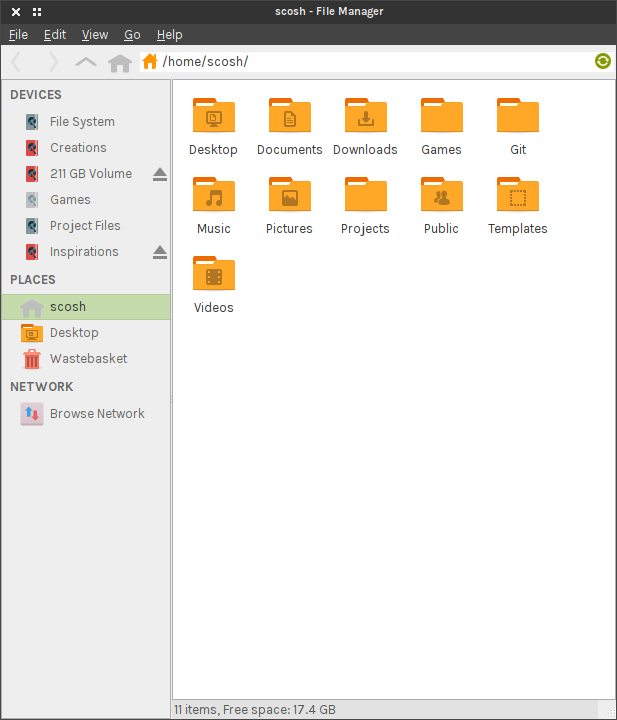 scosh - File Manager
File Edit View Go Help
/home/scosh/
DEVICES
File System
Creations
211 GB Volume
Games
Project Files
Inspirations
PLACES
scosh
Desktop
Wastebasket
NETWORK
Browse Network
Desktop Documents Downloads Games Git
Music Pictures Projects Public Templates
Videos
11 items, Free space: 17.4 GB